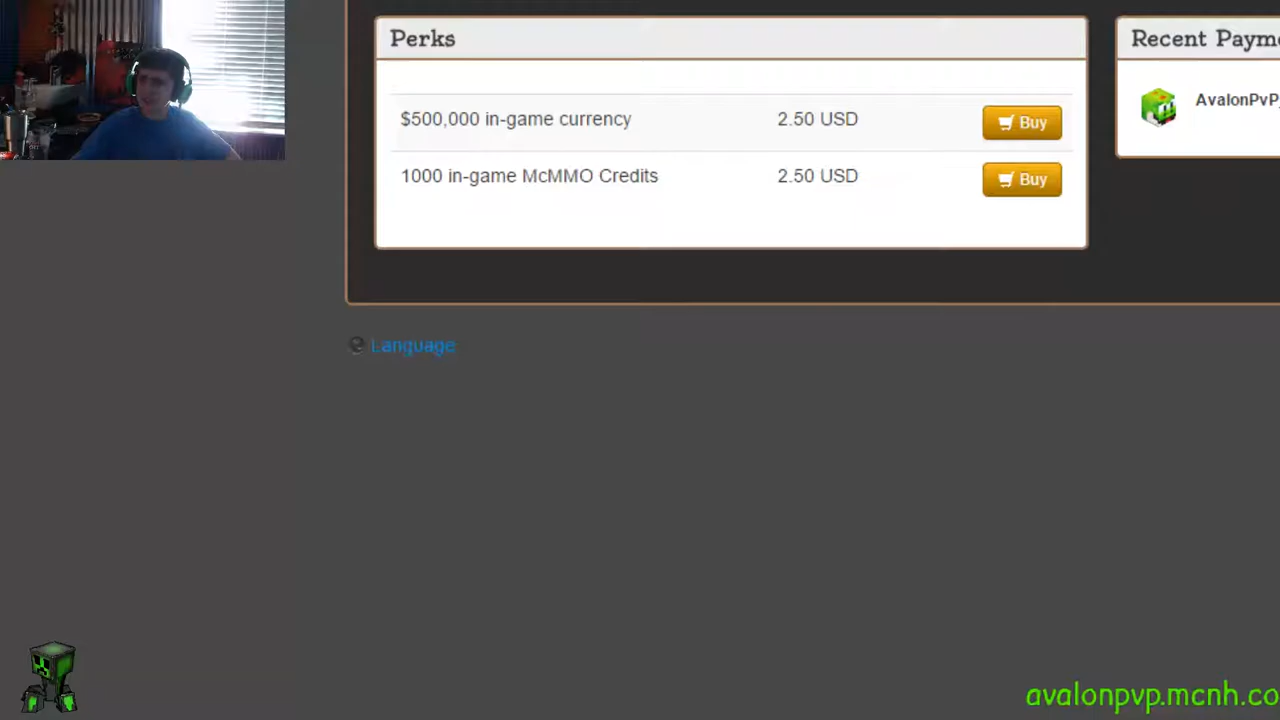 Perks
Recent Payme
$500,000 in-game currency 2.50 USD Buy
AvalonPvP_
1000 in-game McMMO Credits 2.50 USD Buy
Language
avalonpvp.mcnh.co